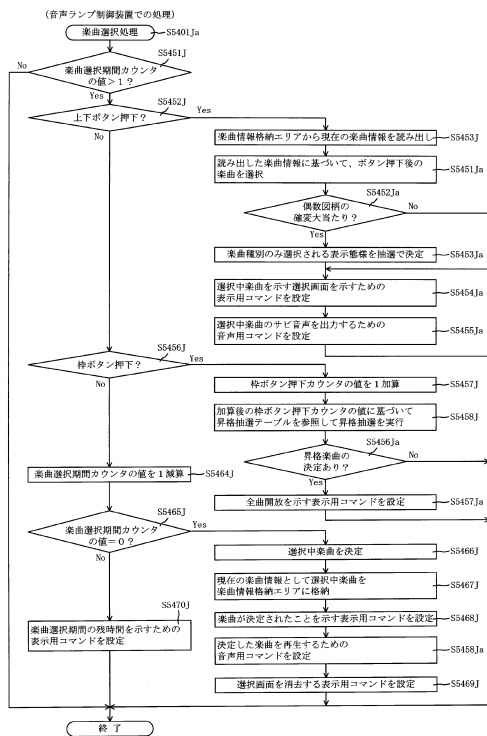 (音声ランプ制御装置での処理)
楽曲選択処理
S5401Ja
S5451J
楽曲選択期間カウンタ
の値>1?
No
Yes
S5452J
上下ボタン押下?
Yes
No
楽曲情報格納エリアから現在の楽曲情報を読み出し
S5453J
読み出した楽曲情報に基づいて、ボタン押下後の
楽曲を選択
S5451Ja
S5452Ja
偶数図柄の
確変大当たり?
No
Yes
楽曲種別のみ選択される表示態様を抽選で決定
S5453Ja
選択中楽曲を示す選択画面を示すための
表示用コマンドを設定
S5454Ja
選択中楽曲のサビ音声を出力するための
音声用コマンドを設定
S5455Ja
S5456J
枠ボタン押下?
Yes
No
枠ボタン押下カウンタの値を1加算
S5457J
加算後の枠ボタン押下カウンタの値に基づいて
昇格抽選テーブルを参照して昇格抽選を実行
S5458J
S5456Ja
昇格楽曲の
決定あり?
No
Yes
全曲開放を示す表示用コマンドを設定
S5457Ja
楽曲選択期間カウンタの値を1減算
S5464J
S5465J
楽曲選択期間カウンタ
の値=0?
Yes
No
選択中楽曲を決定
S5466J
現在の楽曲情報として選択中楽曲を
楽曲情報格納エリアに格納
S5467J
楽曲が決定されたことを示す表示用コマンドを設定
S5468J
決定した楽曲を再生するための
音声用コマンドを設定
S5458Ja
選択画面を消去する表示用コマンドを設定
S5469J
S5470J
楽曲選択期間の残時間を示すための
表示用コマンドを設定
終了